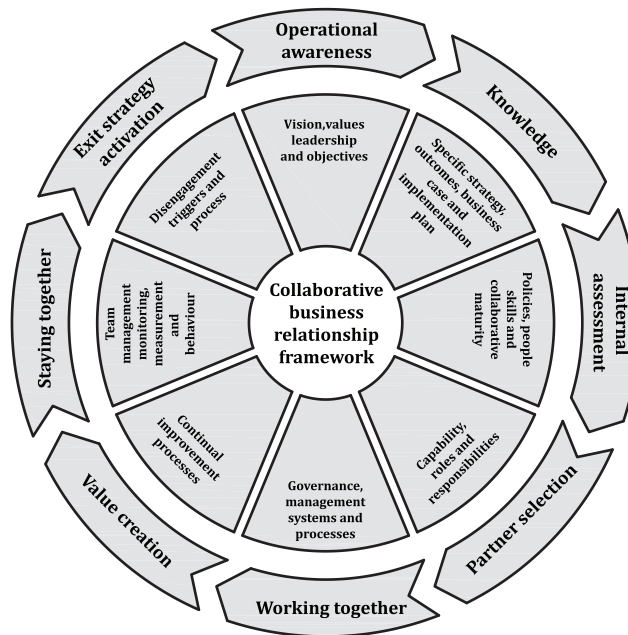 Operational
awareness
Knowledge
Internal
assessment
Partner selection
Working together
Value creation
Staying together
Exit strategy
activation
Vision,values
leadership
and objectives
Specific strategy,
outcomes, business
case and
implementation
plan
Policies, people
skills and
collaborative
maturity
Capability,
roles and
responsibilities
Governance,
management
systems and
processes
Continual
improvement
processes
Team
management
monitoring,
measurement
and
behaviour
Disengagement
triggers and
process
Collaborative
business
relationship
framework